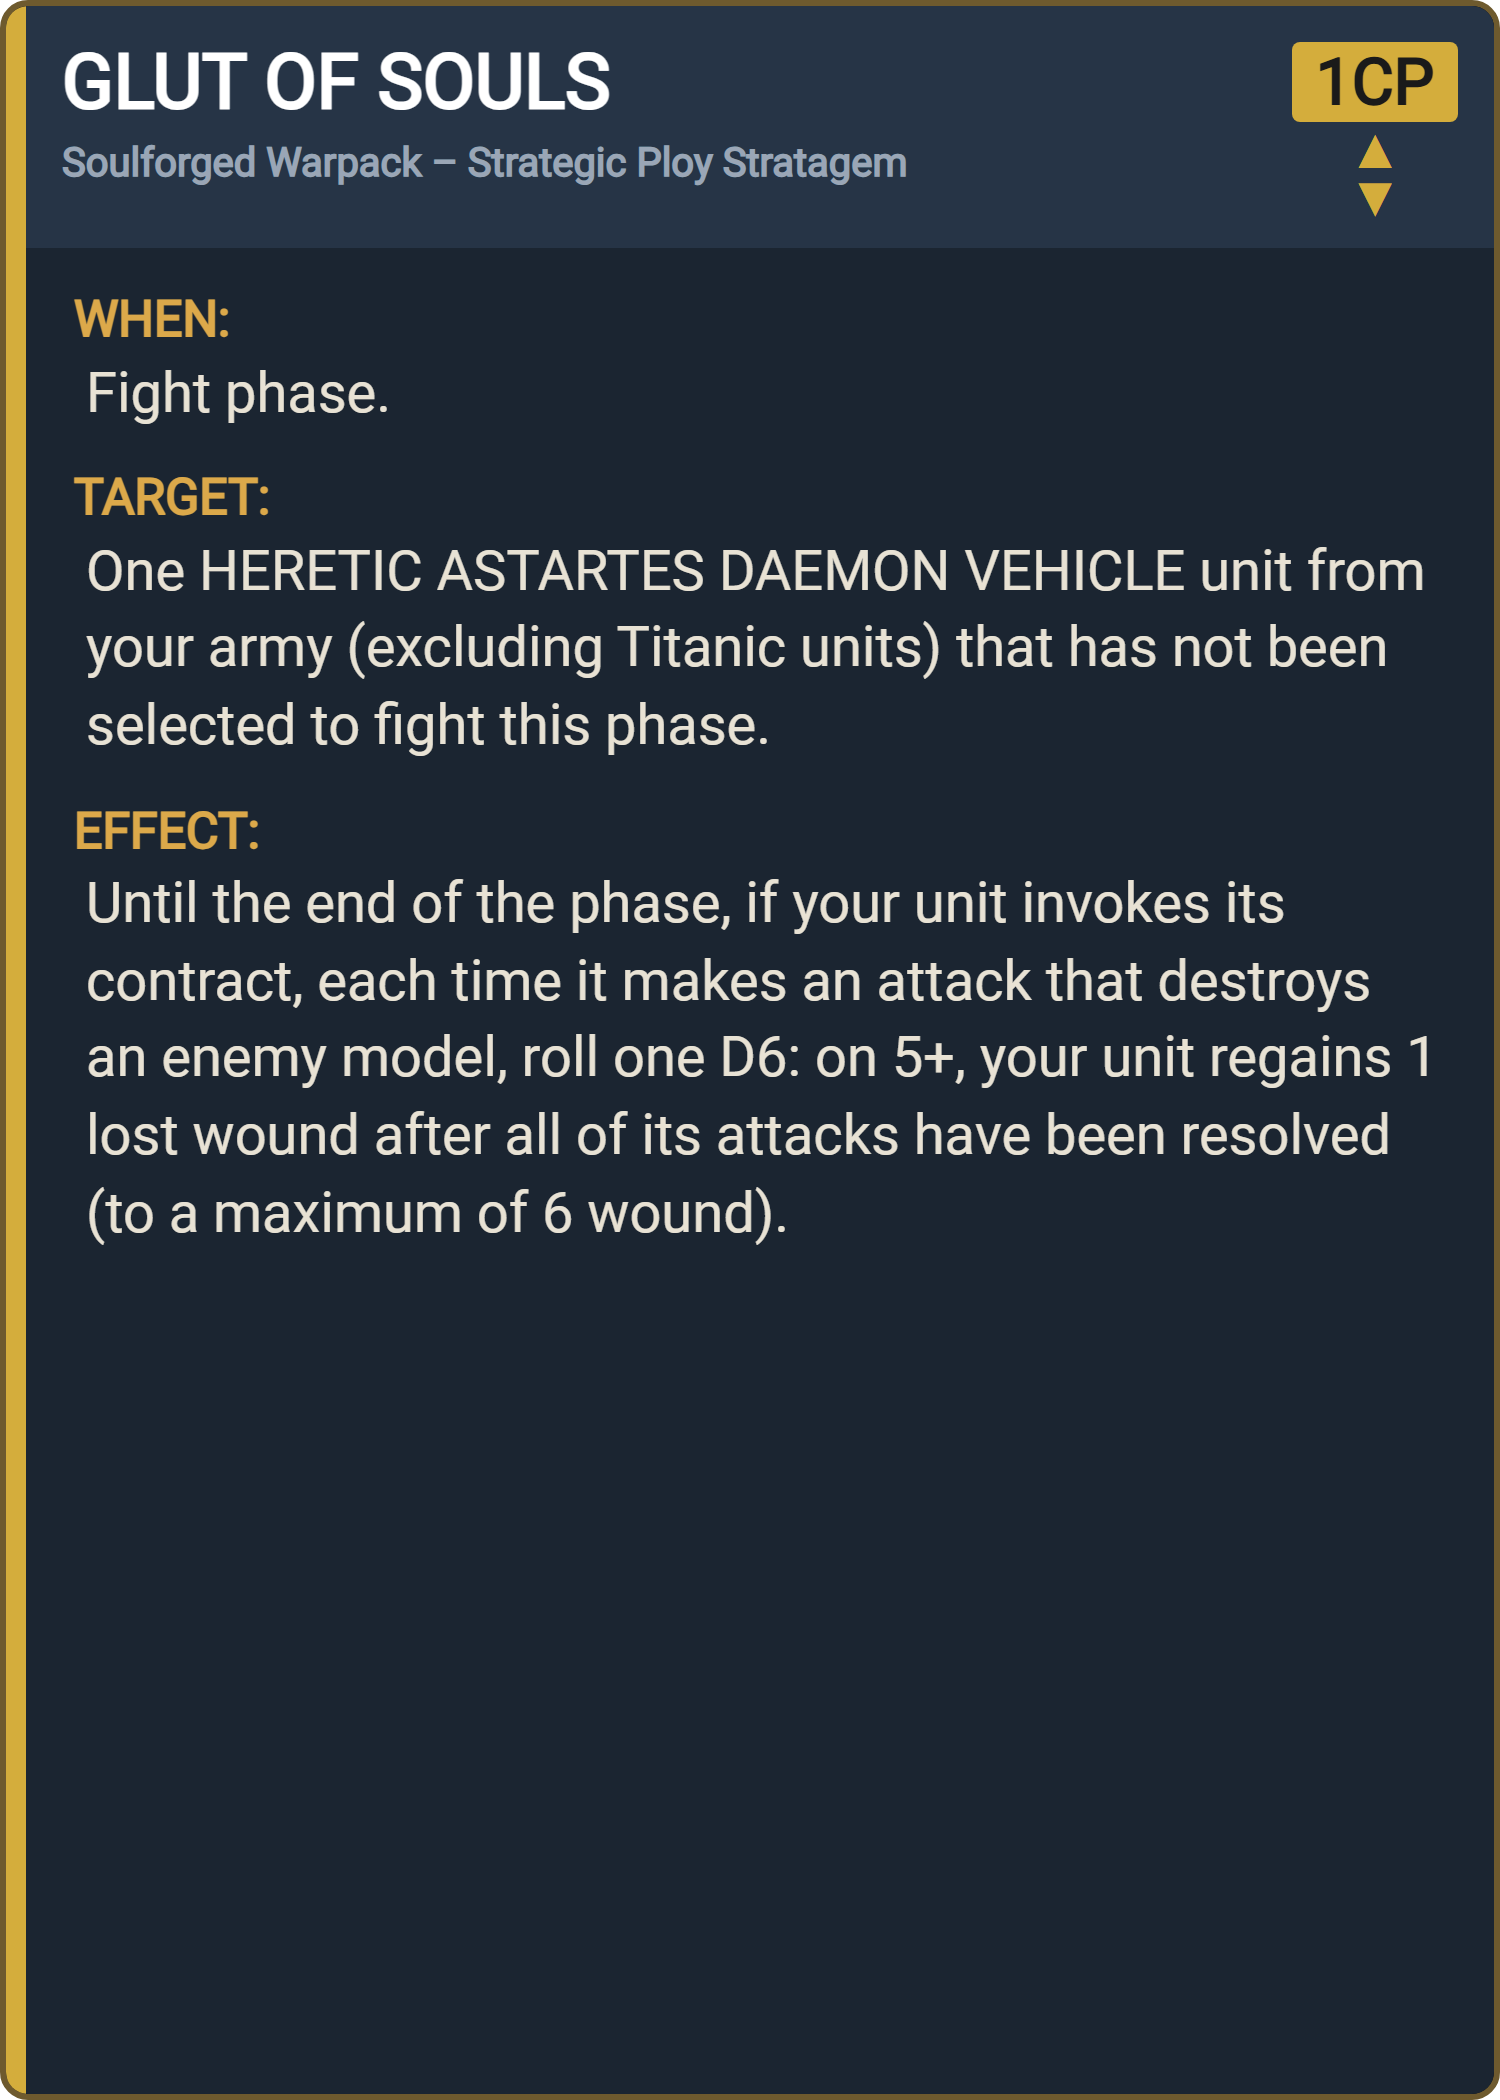 GLUT OF SOULS
1CP
Soulforged Warpack – Strategic Ploy Stratagem
WHEN:
Fight phase.
TARGET:
One HERETIC ASTARTES DAEMON VEHICLE unit from
your army (excluding Titanic units) that has not been
selected to fight this phase.
EFFECT:
Until the end of the phase, if your unit invokes its
contract, each time it makes an attack that destroys
an enemy model, roll one D6: on 5+, your unit regains 1
lost wound after all of its attacks have been resolved
(to a maximum of 6 wound).